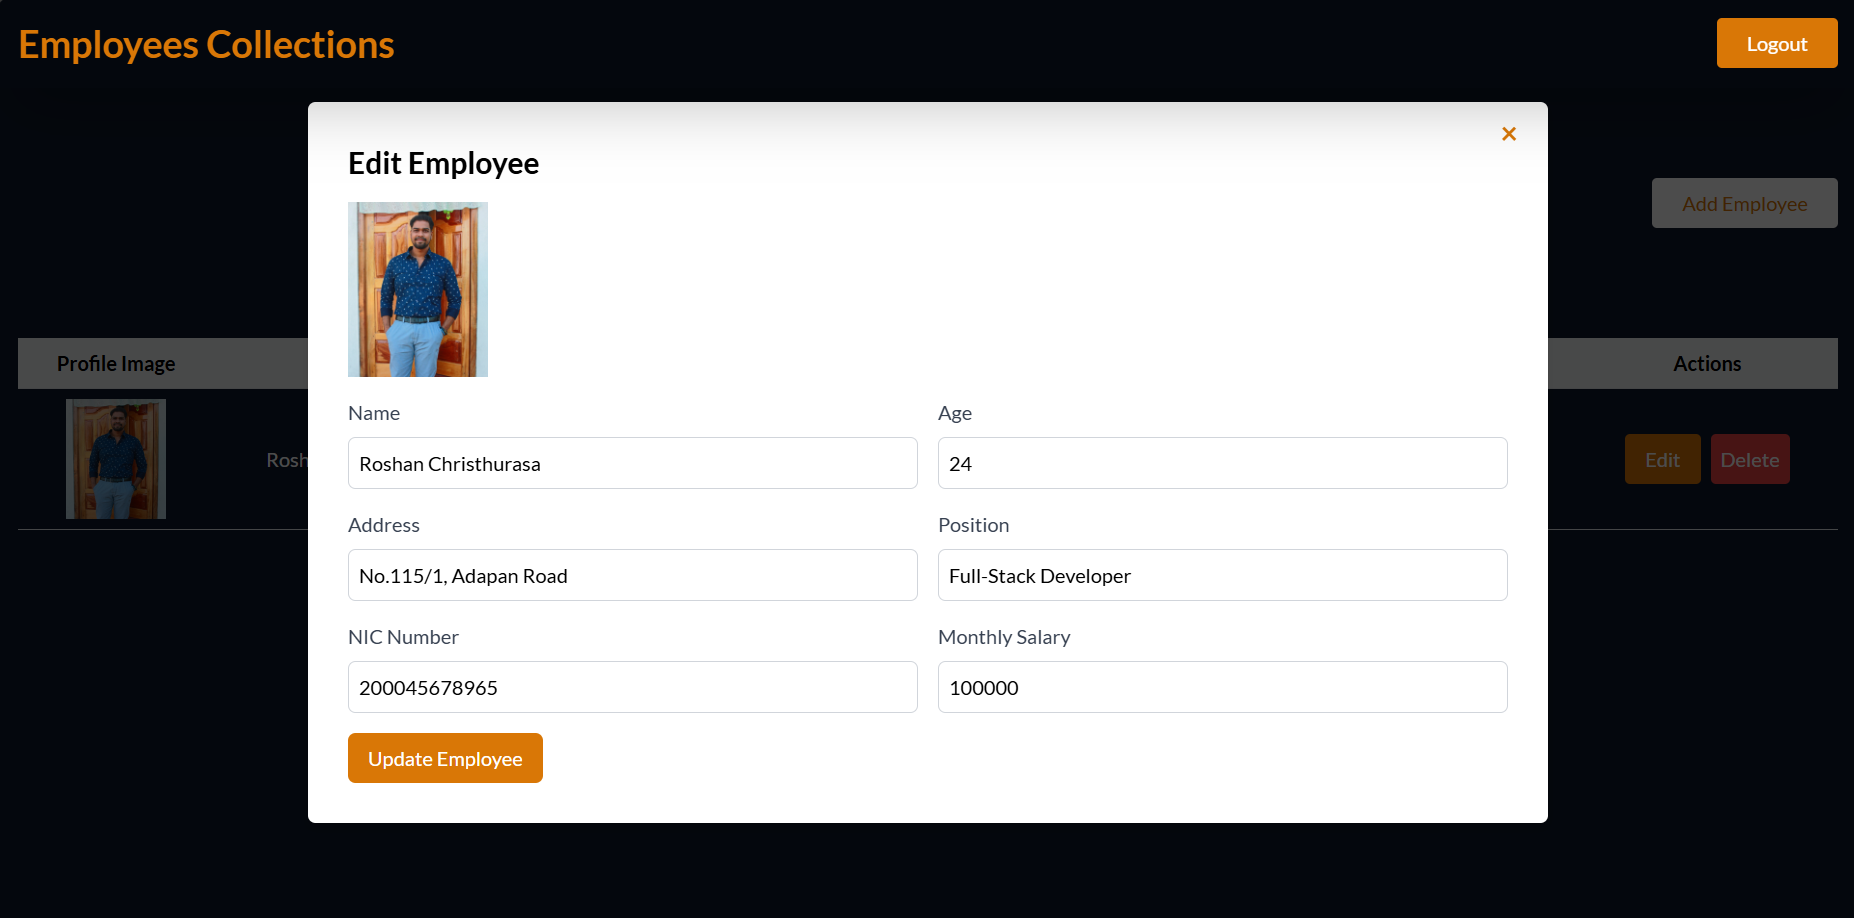 Employees Collections
Logout
Edit Employee
×
Add Employee
Profile Image
Actions
Rosh
Edit
Delete
Name
Age
Roshan Christhurasa
24
Address
Position
No.115/1, Adapan Road
Full-Stack Developer
NIC Number
Monthly Salary
200045678965
100000
Update Employee